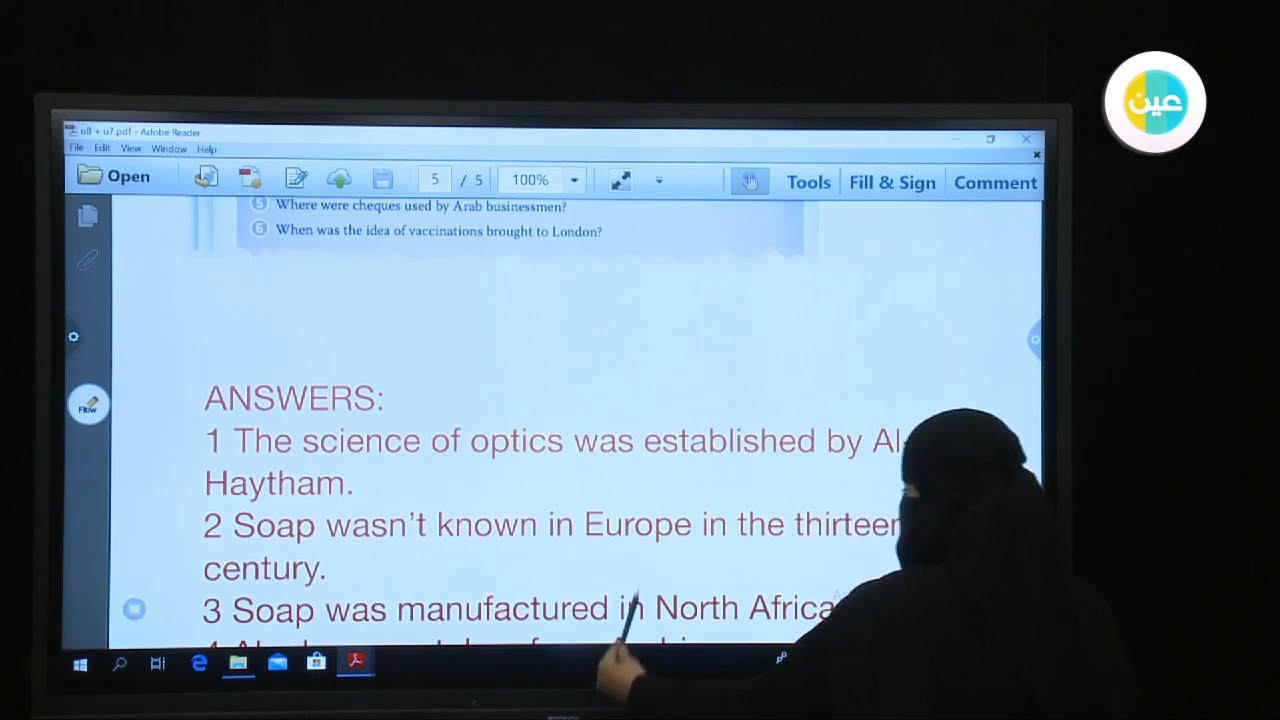 عين
u8 + u7.pdf - Adobe Reader
File Edit View Window Help
Open 5 / 5 100% Tools Fill & Sign Comment
5 Where were cheques used by Arab businessmen?
6 When was the idea of vaccinations brought to London?
ANSWERS:
1 The science of optics was established by Al-
Haytham.
2 Soap wasn't known in Europe in the
century.
3 Soap was manufactured in North Africa
Flow